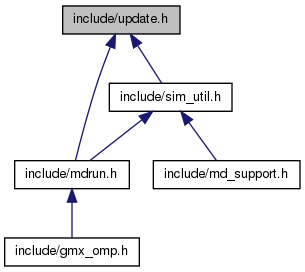 include/update.h
include/sim_util.h
include/mdrun.h
include/md_support.h
include/gmx_omp.h